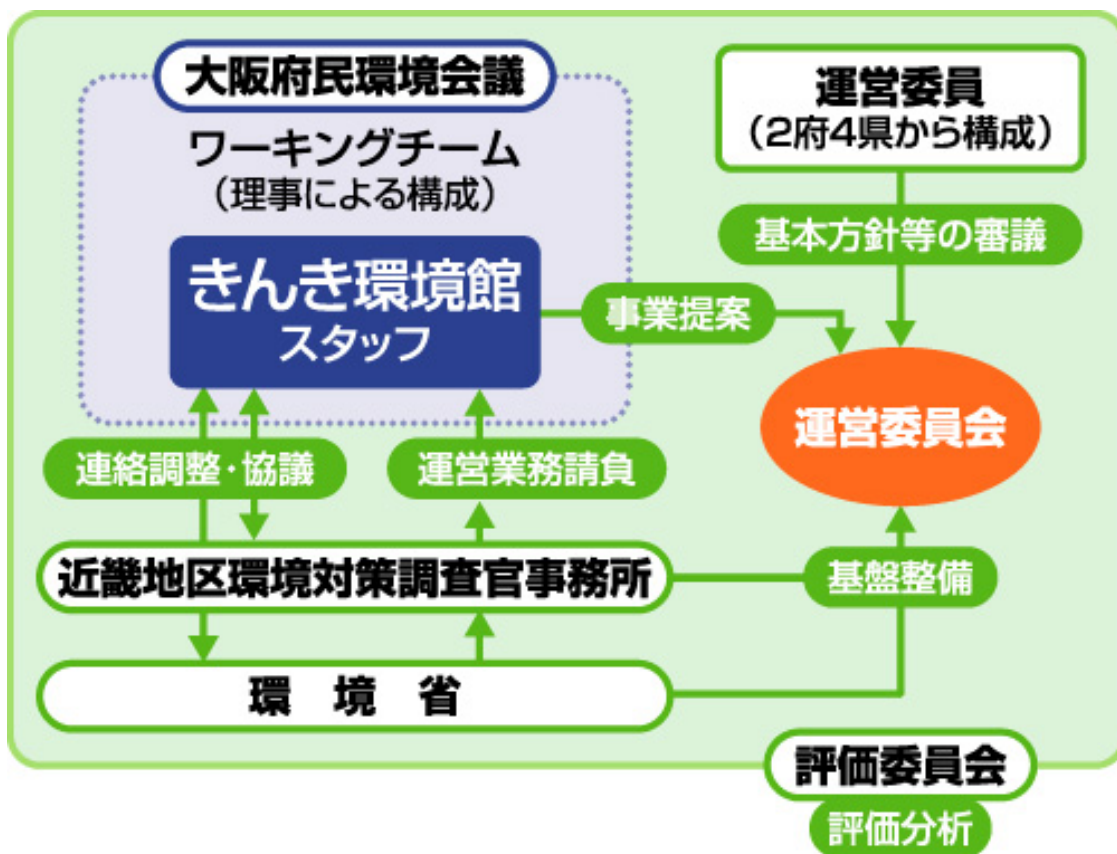 大阪府民環境会議
ワーキングチーム
（理事による構成）
きんき環境館
スタッフ
運営委員
（2府4県から構成）
基本方針等の審議
事業提案
運営委員会
連絡調整・協議
運営業務請負
近畿地区環境対策調査官事務所
基盤整備
環 境 省
評価委員会
評価分析